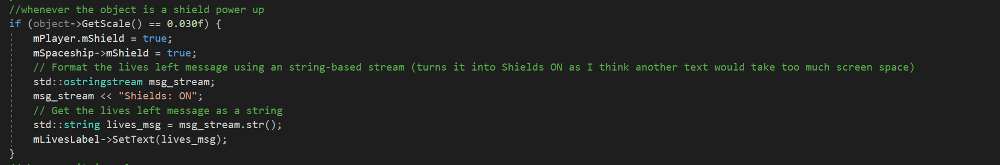 //whenever the object is a shield power up
if (object->GetScale() == 0.030f) {
    mPlayer.mShield = true;
    mSpaceship->mShield = true;
    // Format the lives left message using an string-based stream (turns it into Shields ON as I think another text would take too much screen space)
    std::ostringstream msg_stream;
    msg_stream << "Shields: ON";
    // Get the lives left message as a string
    std::string lives_msg = msg_stream.str();
    mLivesLabel->SetText(lives_msg);
}